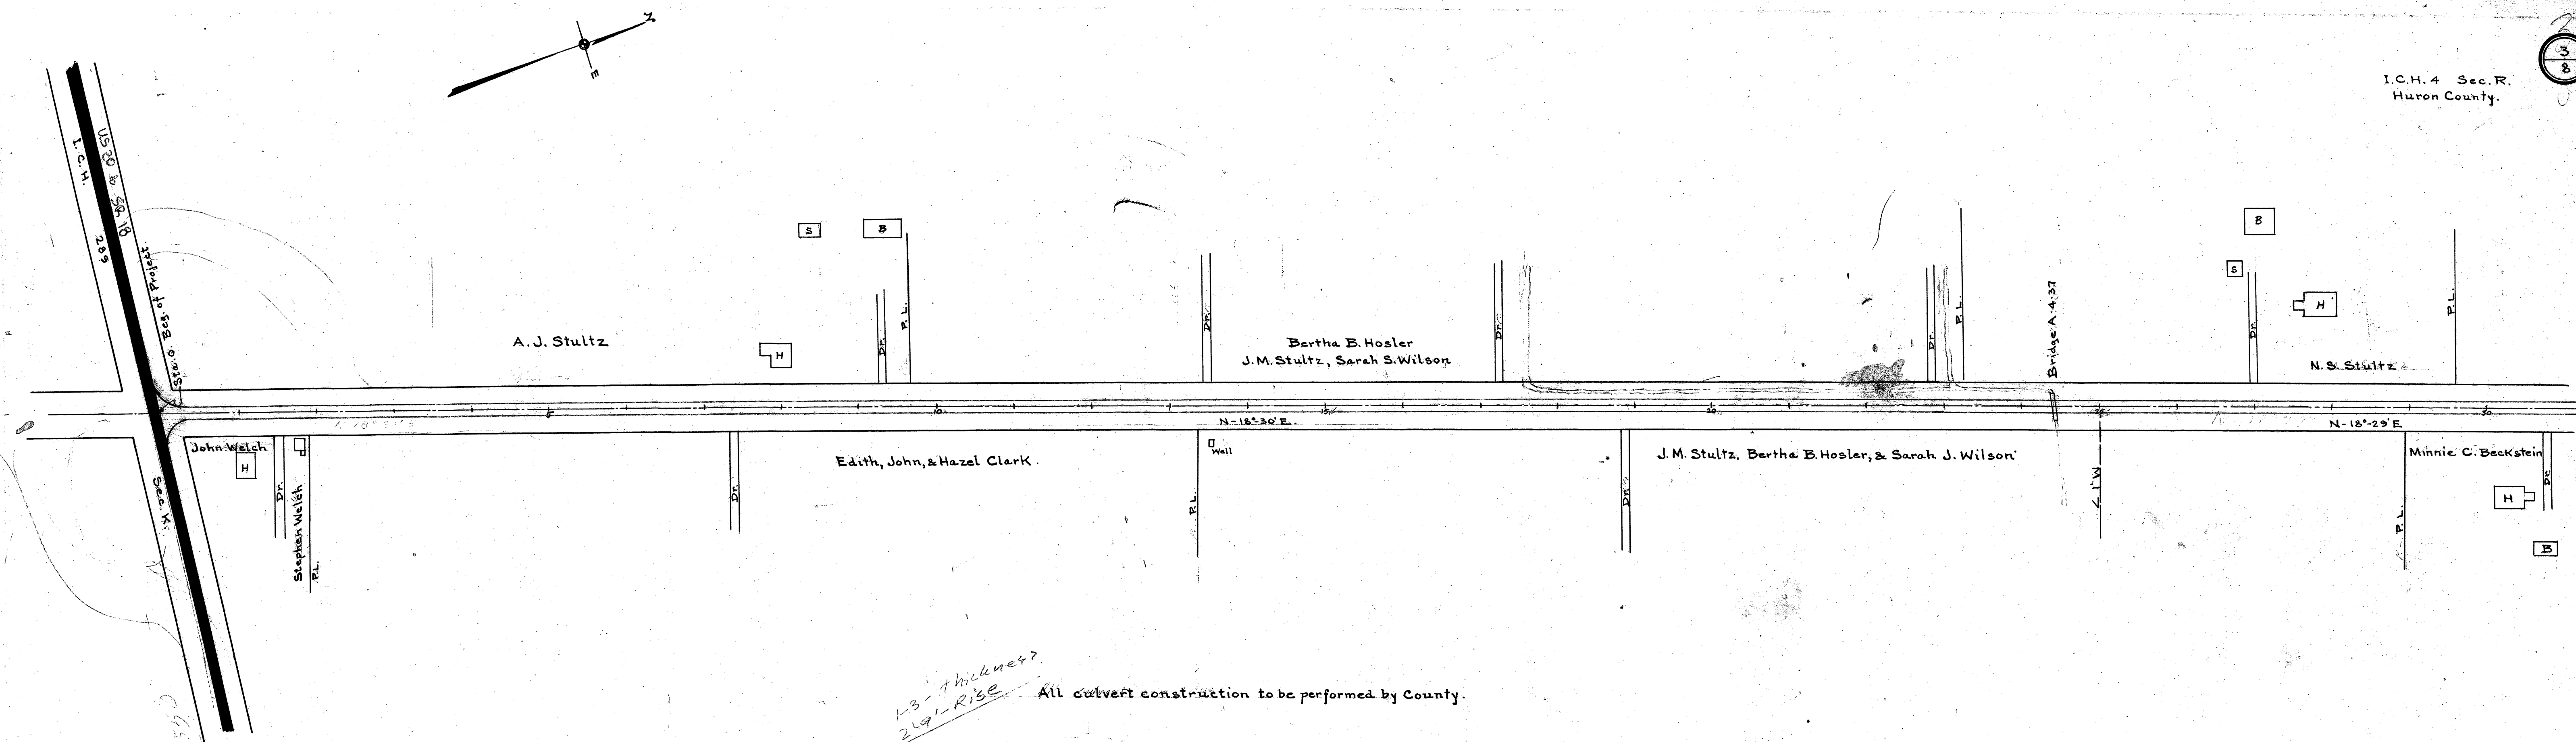 N
E
3
8
I.C.H. 4 Sec. R.
Huron County.
I. C. H.
289
US 20 & SR 18
Sta. 0. Beg. of Project.
Sec. K.
A. J. Stultz
S
B
H
Dr.
P. L.
Dr.
Bertha B. Hosler
J. M. Stultz, Sarah S. Wilson
Dr.
Dr.
P. L.
Bridge A-4-37
B
S
Dr.
H
N. S. Stultz
P. L.
5
10
15
20
25
30
N-18°-30' E.
N-18°-29' E
John Welch
H
Dr.
Stephen Welch
P. L.
Dr.
Edith, John, & Hazel Clark.
P. L.
Well
Dr.
J. M. Stultz, Bertha B. Hosler, & Sarah J. Wilson
P. L.
Minnie C. Beckstein
Dr.
H
B
1-3- thickness
2'9'-Rise
All culvert construction to be performed by County.